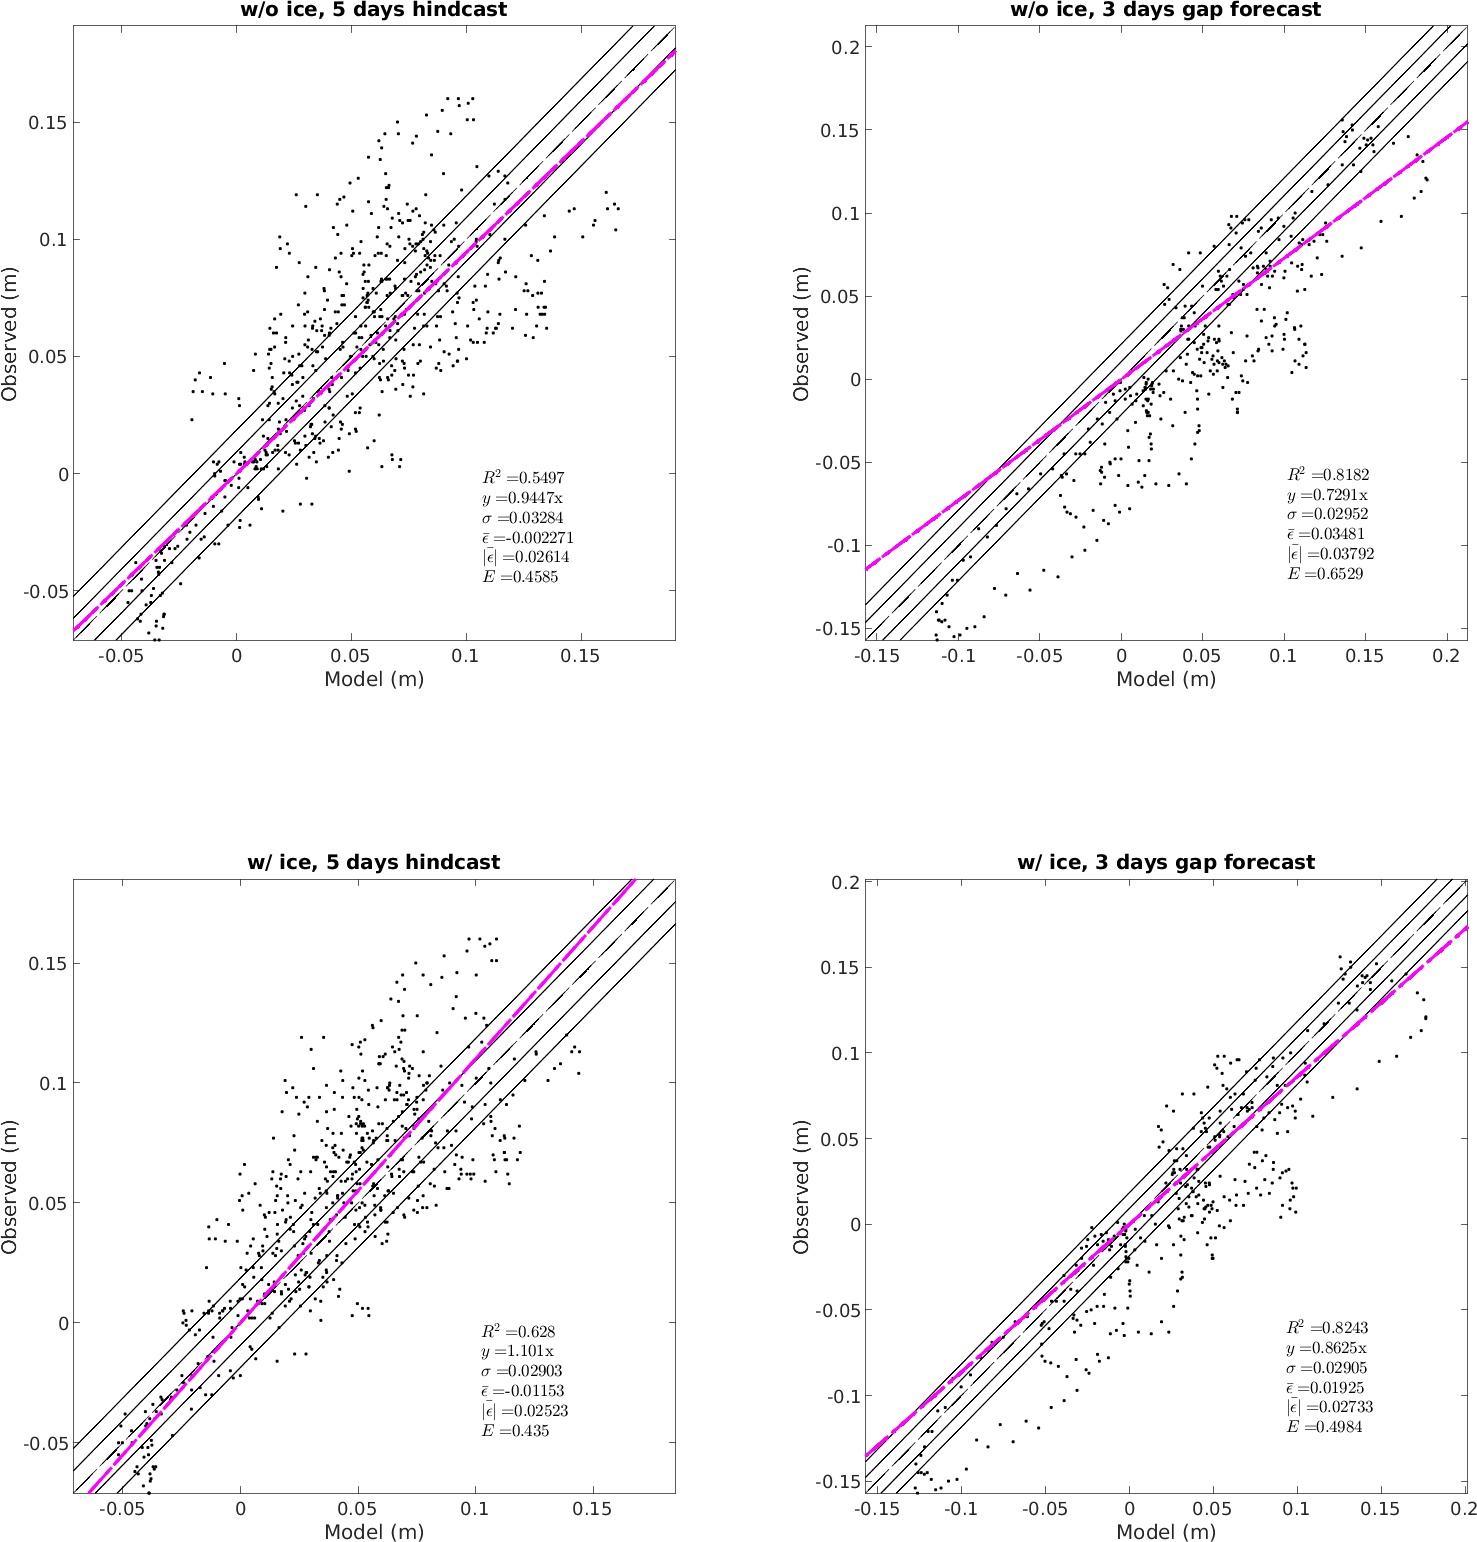 w/o ice, 5 days hindcast
0.15
0.1
0.05
0
-0.05
Observed (m)
R² =0.5497
y =0.9447x
σ =0.03284
ε̄ =-0.002271
|ε̄| =0.02614
E =0.4585
-0.05 0 0.05 0.1 0.15
Model (m)
w/o ice, 3 days gap forecast
0.2
0.15
0.1
0.05
0
-0.05
-0.1
-0.15
Observed (m)
R² =0.8182
y =0.7291x
σ =0.02952
ε̄ =0.03481
|ε̄| =0.03792
E =0.6529
-0.15 -0.1 -0.05 0 0.05 0.1 0.15 0.2
Model (m)
w/ ice, 5 days hindcast
0.15
0.1
0.05
0
-0.05
Observed (m)
R² =0.628
y =1.101x
σ =0.02903
ε̄ =-0.01153
|ε̄| =0.02523
E =0.435
-0.05 0 0.05 0.1 0.15
Model (m)
w/ ice, 3 days gap forecast
0.2
0.15
0.1
0.05
0
-0.05
-0.1
-0.15
Observed (m)
R² =0.8243
y =0.8625x
σ =0.02905
ε̄ =0.01925
|ε̄| =0.02733
E =0.4984
-0.15 -0.1 -0.05 0 0.05 0.1 0.15 0.2
Model (m)